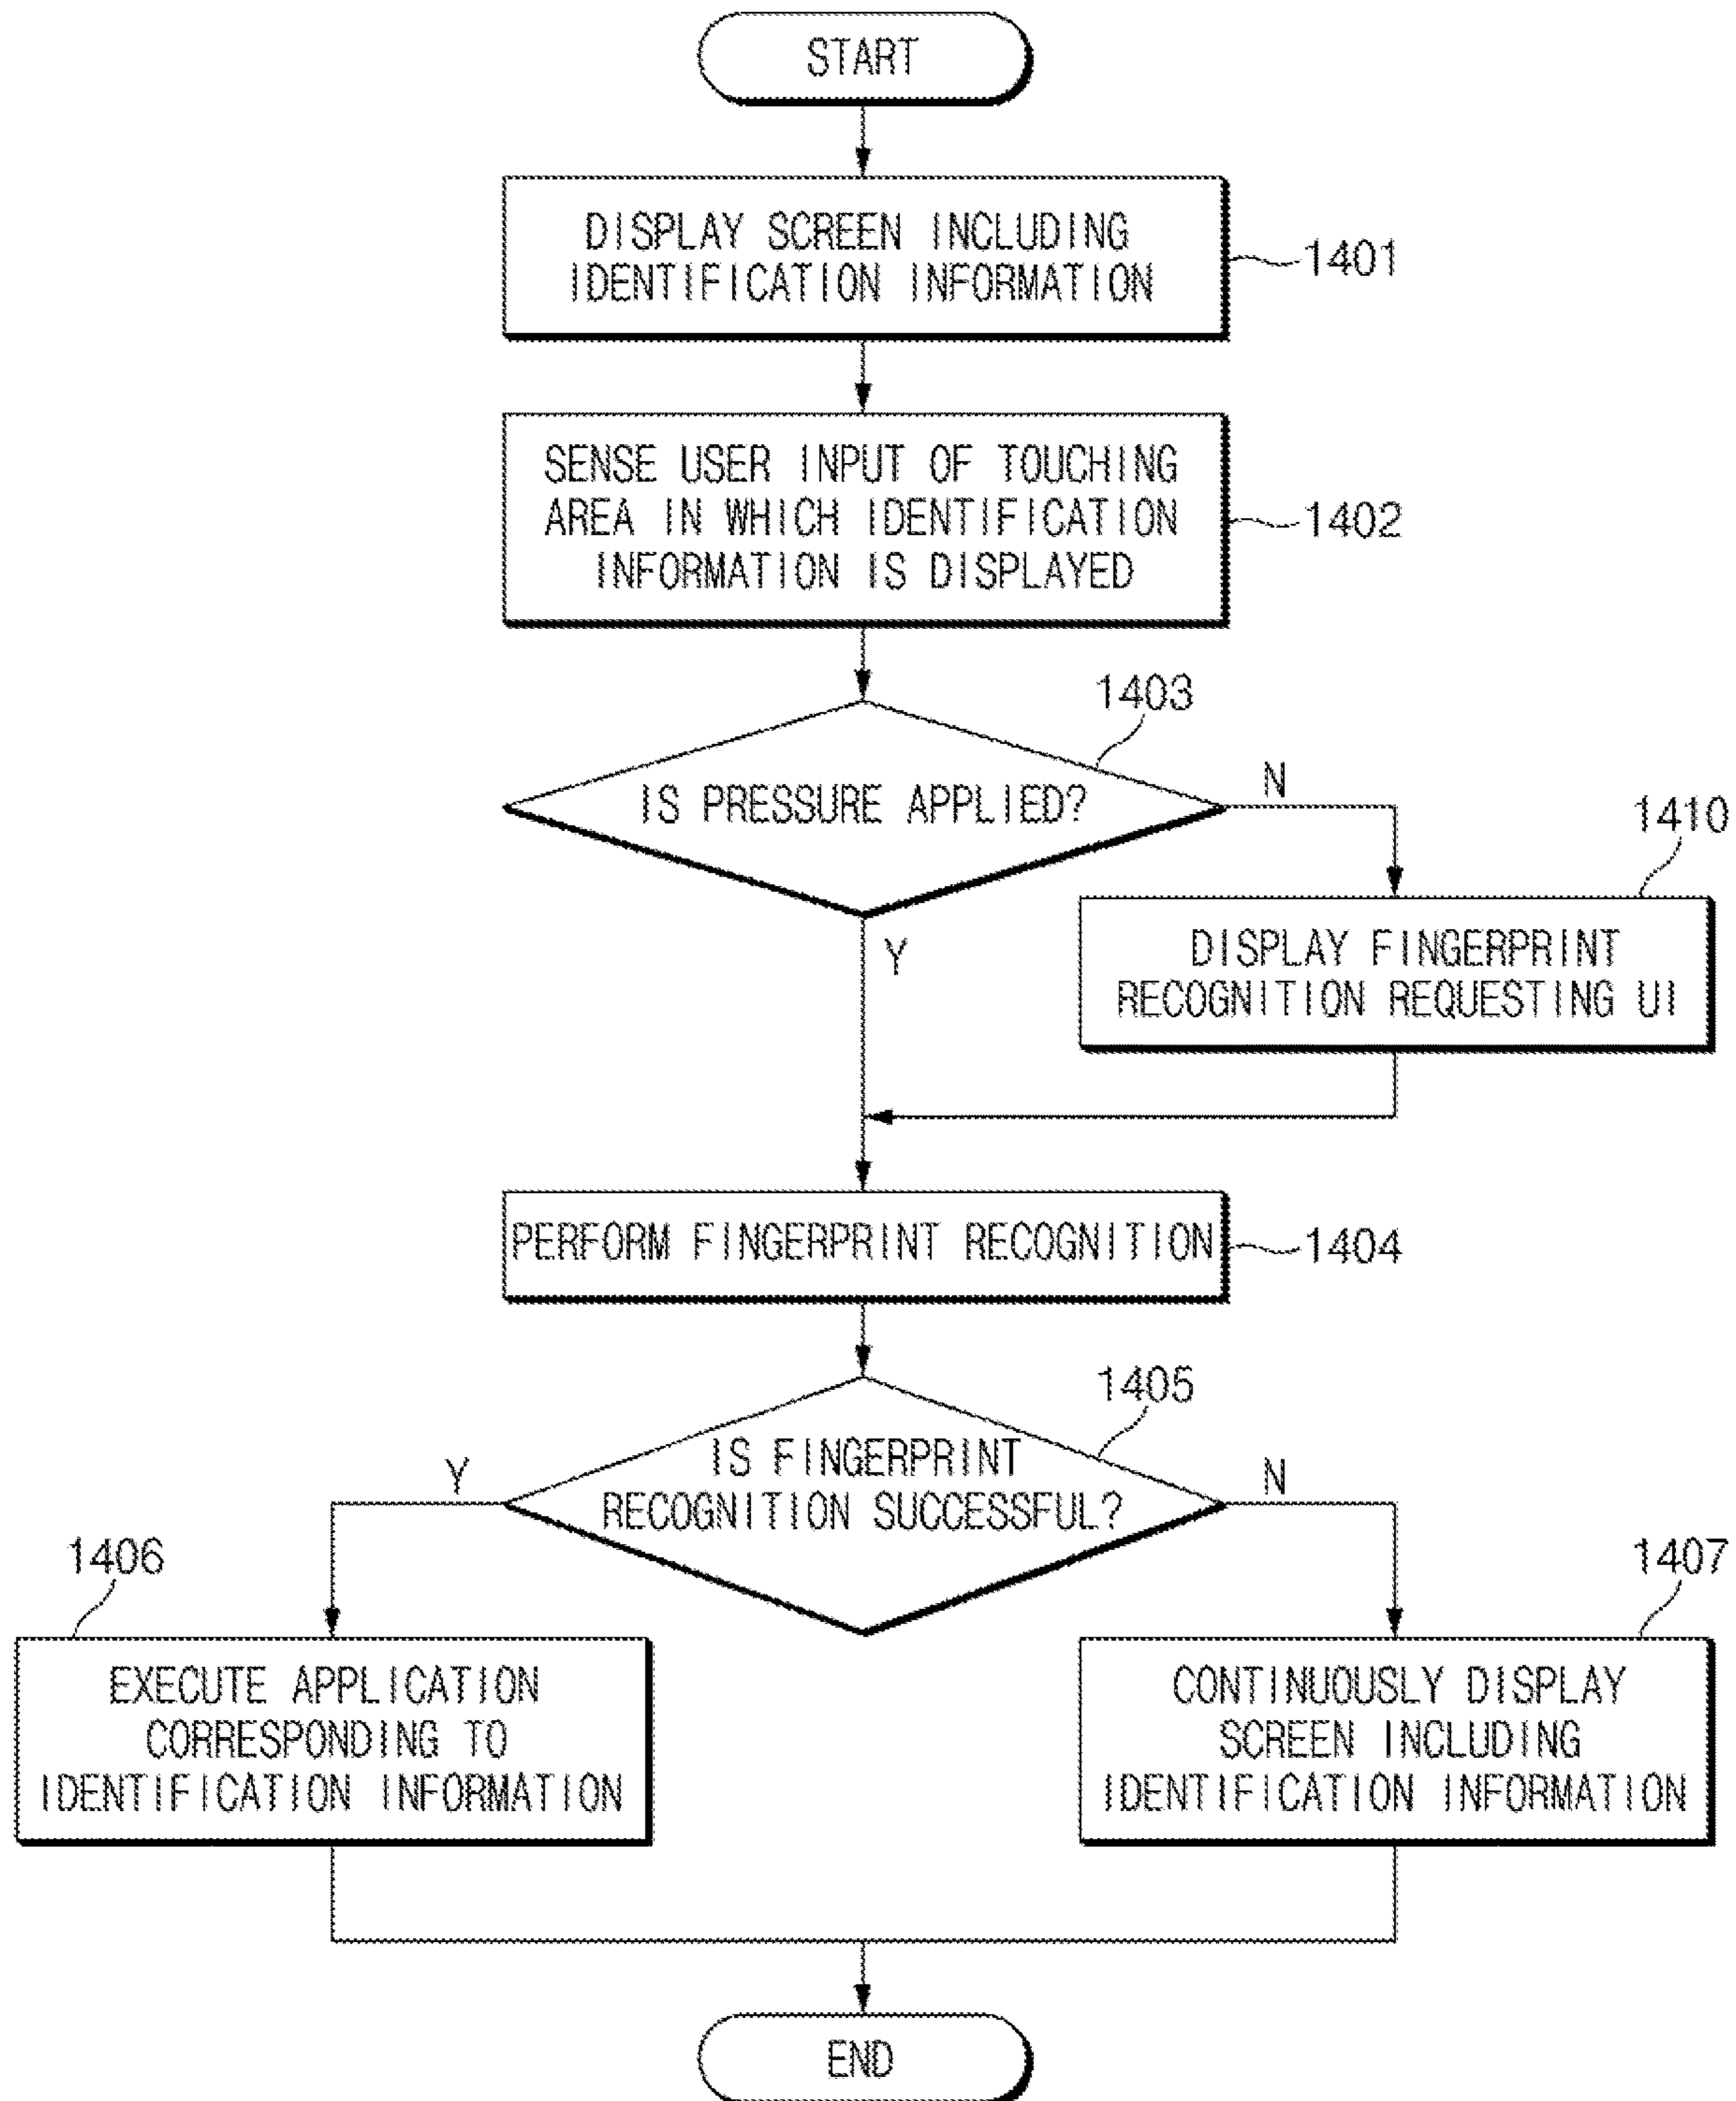 START
DISPLAY SCREEN INCLUDING
IDENTIFICATION INFORMATION
1401
SENSE USER INPUT OF TOUCHING
AREA IN WHICH IDENTIFICATION
INFORMATION IS DISPLAYED
1402
1403
IS PRESSURE APPLIED?
N
Y
1410
DISPLAY FINGERPRINT
RECOGNITION REQUESTING UI
PERFORM FINGERPRINT RECOGNITION
1404
1405
IS FINGERPRINT
RECOGNITION SUCCESSFUL?
Y
N
1406
EXECUTE APPLICATION
CORRESPONDING TO
IDENTIFICATION INFORMATION
1407
CONTINUOUSLY DISPLAY
SCREEN INCLUDING
IDENTIFICATION INFORMATION
END